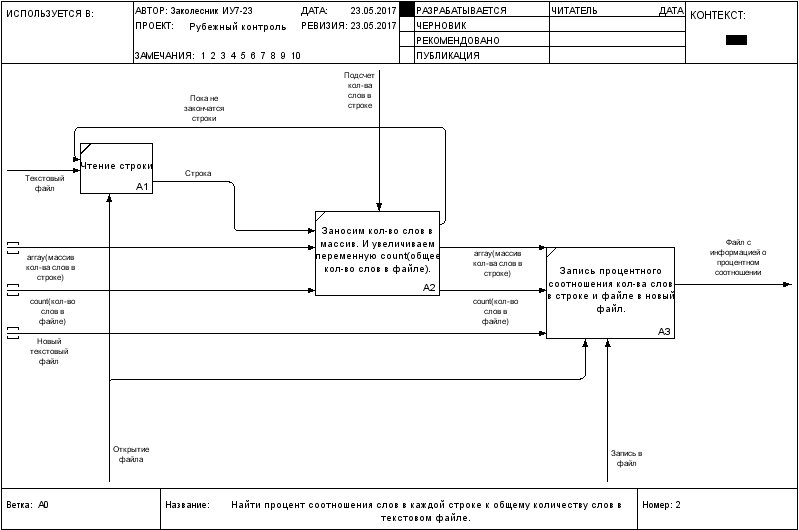 ИСПОЛЬЗУЕТСЯ В:
АВТОР: Заколесник ИУ7-23
ДАТА: 23.05.2017
ПРОЕКТ: Рубежный контроль
РЕВИЗИЯ: 23.05.2017
ЗАМЕЧАНИЯ: 1 2 3 4 5 6 7 8 9 10
РАЗРАБАТЫВАЕТСЯ
ЧЕРНОВИК
РЕКОМЕНДОВАНО
ПУБЛИКАЦИЯ
ЧИТАТЕЛЬ
ДАТА
КОНТЕКСТ:
Подсчет
кол-ва
слов в
строке
Пока не
закончатся
строки
Чтение строки
A1
Текстовый
файл
Строка
Заносим кол-во слов в
массив. И увеличиваем
переменную count(общее
кол-во слов в файле).
A2
array(массив
кол-ва слов в
строке)
count(кол-во
слов в
файле)
Новый
текстовый
файл
array(массив
кол-ва слов в
строке)
count(кол-во
слов в
файле)
Запись процентного
соотношения кол-ва слов
в строке и файле в новый
файл.
A3
Файл с
информацией о
процентном
соотношении
Открытие
файла
Запись в
файл
Ветка: A0
Название: Найти процент соотношения слов в каждой строке к общему количеству слов в
текстовом файле.
Номер: 2